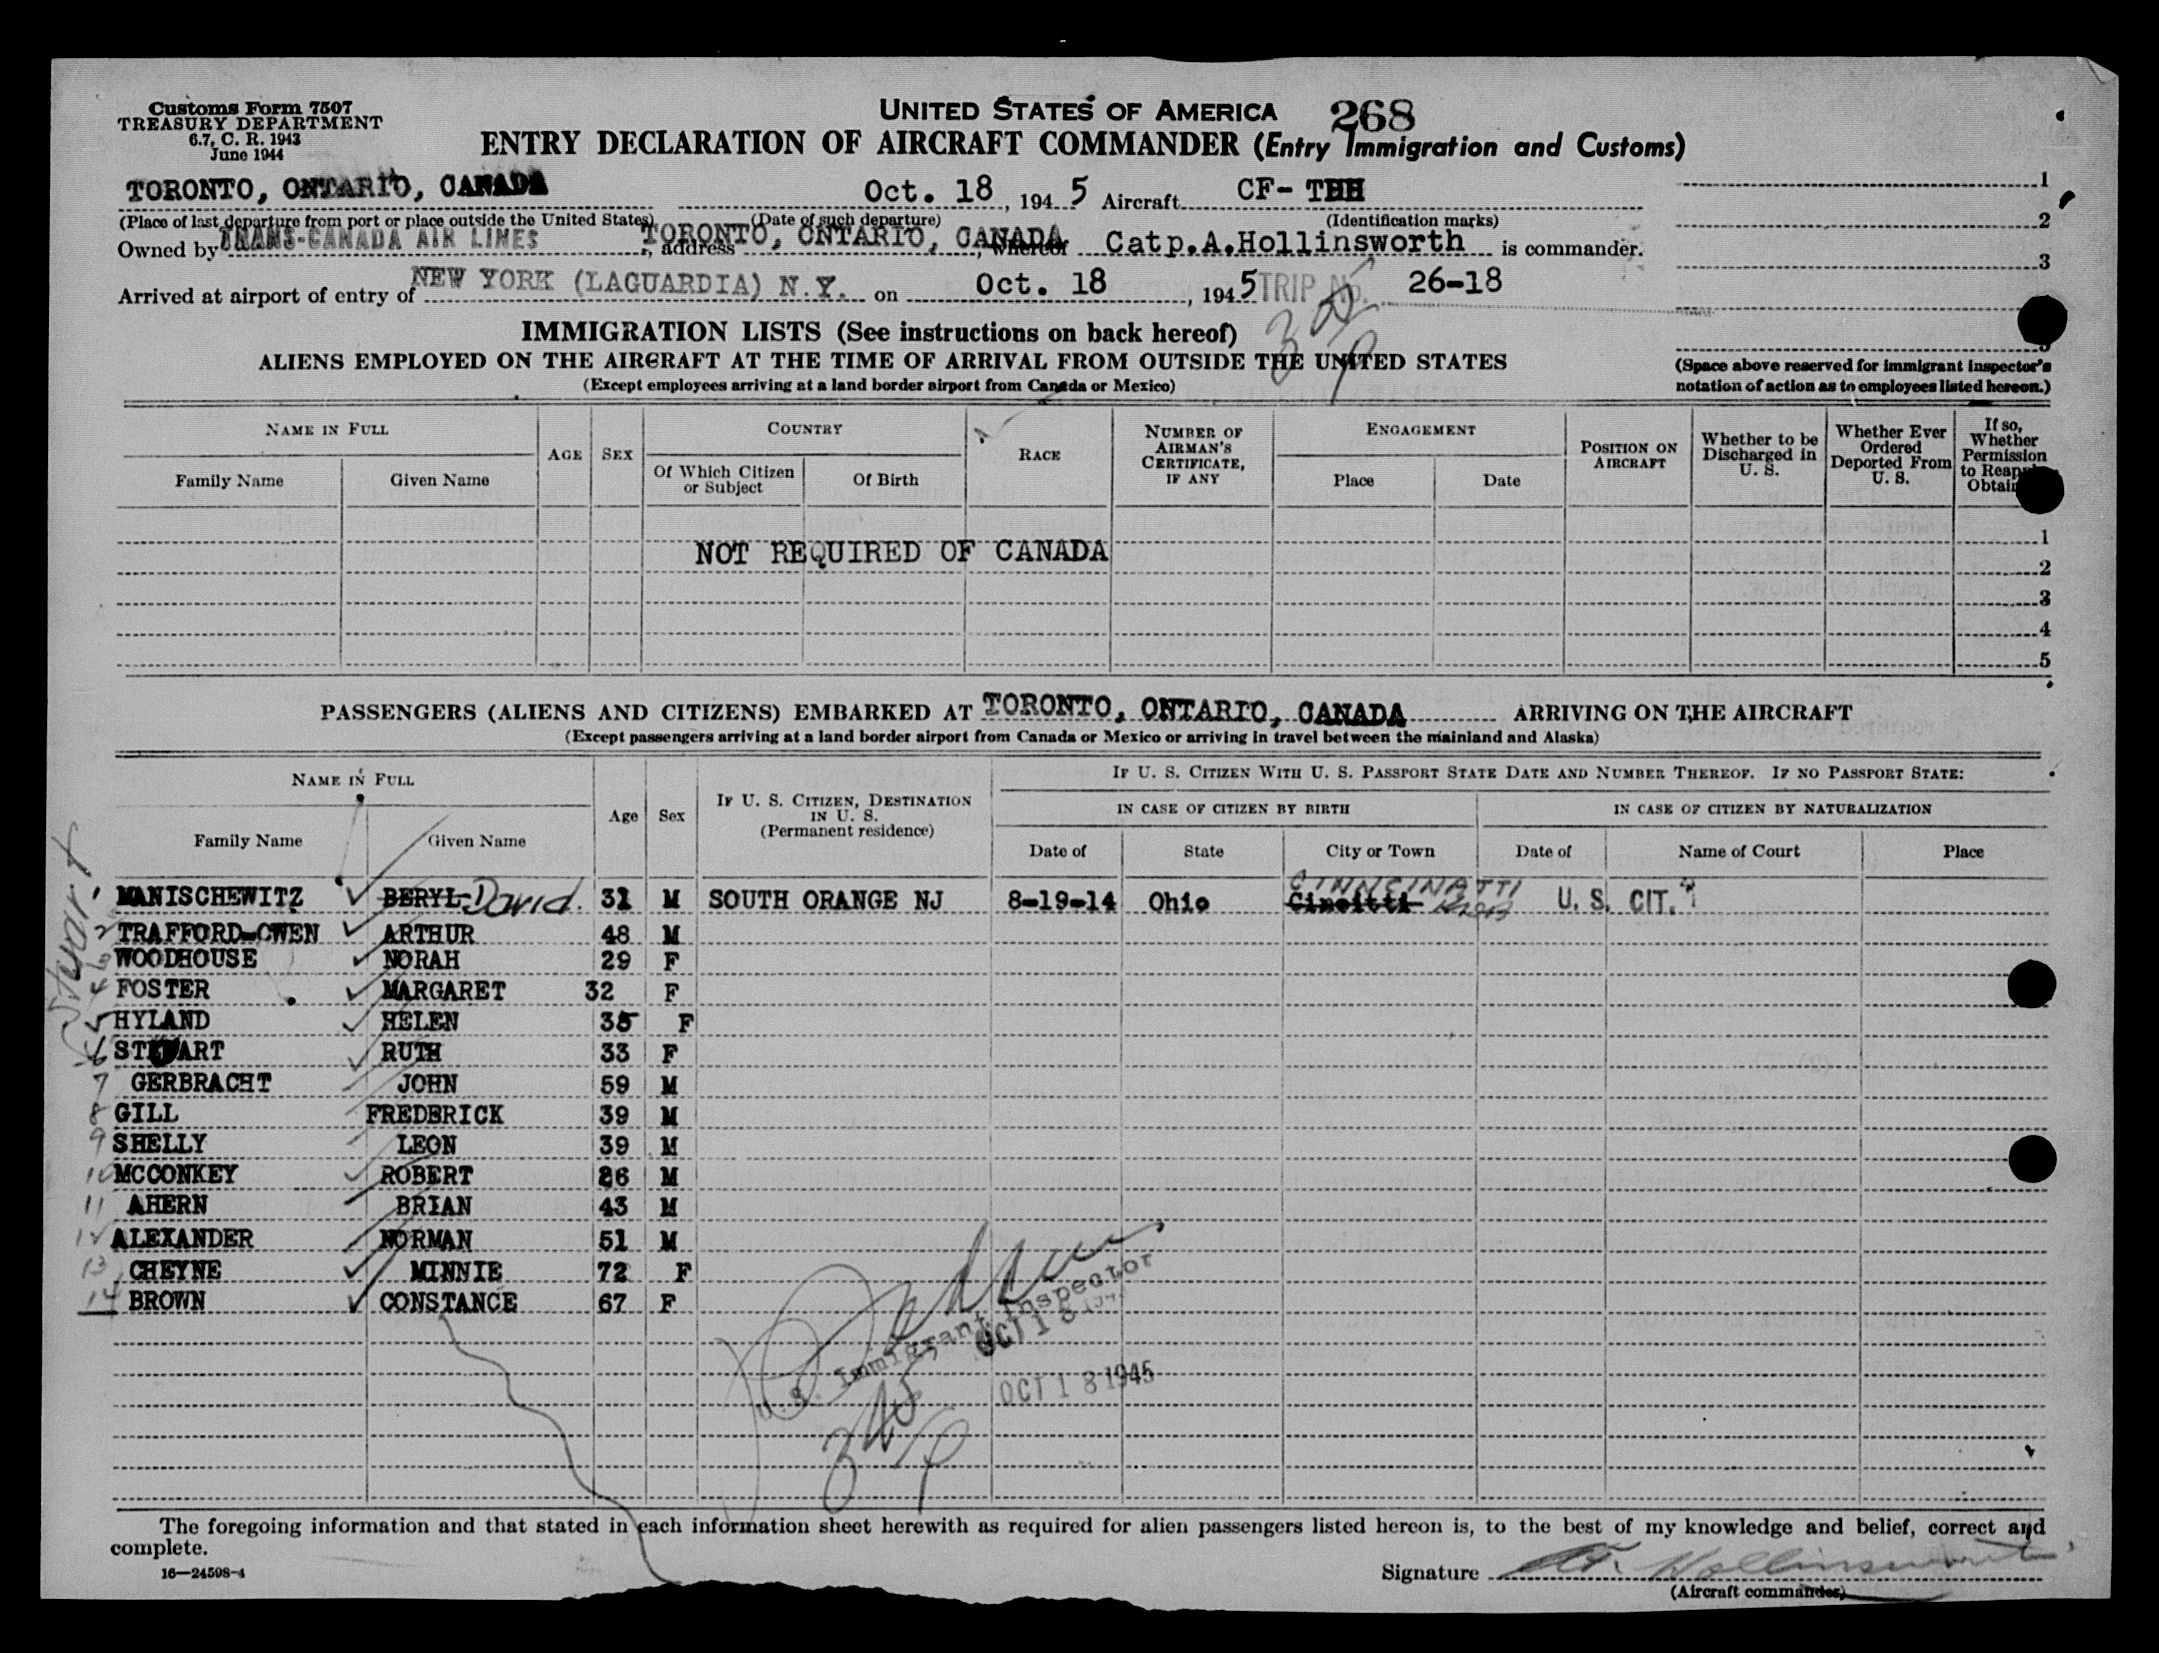 Customs Form 7507
TREASURY DEPARTMENT
6.7, C. R. 1943
June 1944
UNITED STATES OF AMERICA 268
ENTRY DECLARATION OF AIRCRAFT COMMANDER (Entry Immigration and Customs)
TORONTO, ONTARIO, CANADA Oct. 18, 1945 Aircraft CF-
(Place of last departure from port or place outside the United States) (Date of such departure) (Identification marks)
Owned by TRANS-CANADA AIR LINES, address TORONTO, ONTARIO, CANADA, whereof Catp.A.Hollinsworth is commander.
Arrived at airport of entry of NEW YORK (LAGUARDIA) N.Y. on Oct. 18, 1945 TRIP No. 26-18
1
2
3
IMMIGRATION LISTS (See instructions on back hereof)
ALIENS EMPLOYED ON THE AIRCRAFT AT THE TIME OF ARRIVAL FROM OUTSIDE THE UNITED STATES
(Except employees arriving at a land border airport from Canada or Mexico)
(Space above reserved for immigrant inspector's
notation of action as to employees listed hereon.)
NAME IN FULL
Family Name Given Name
AGE SEX
COUNTRY
Of Which Citizen or Subject Of Birth
RACE
NUMBER OF AIRMAN'S CERTIFICATE, IF ANY
ENGAGEMENT
Place Date
POSITION ON AIRCRAFT
Whether to be Discharged in U. S.
Whether Ever Ordered Deported From U. S.
If so, Whether Permission to
NOT REQUIRED OF CANADA
1
2
3
4
5
PASSENGERS (ALIENS AND CITIZENS) EMBARKED AT TORONTO, ONTARIO, CANADA ARRIVING ON THE AIRCRAFT
(Except passengers arriving at a land border airport from Canada or Mexico or arriving in travel between the mainland and Alaska)
NAME IN FULL
Family Name Given Name
Age Sex
IF U. S. CITIZEN, DESTINATION IN U. S.
(Permanent residence)
IF U. S. CITIZEN WITH U. S. PASSPORT STATE DATE AND NUMBER THEREOF. IF NO PASSPORT STATE:
IN CASE OF CITIZEN BY BIRTH IN CASE OF CITIZEN BY NATURALIZATION
Date of State City or Town Date of Name of Court Place
CINNCINATTI
MANISCHEWITZ BERYL David. 31 M SOUTH ORANGE NJ 8-19-14 Ohio Cincitti U. S. CIT.
TRAFFORD-OWEN ARTHUR 48 M
WOODHOUSE NORAH 29 F
4 FOSTER MARGARET 32 F
5 HYLAND HELEN 35 F
6 STEWART RUTH 33 F
7 GERBRACHT JOHN 59 M
8 GILL FREDERICK 39 M
9 SHELLY LEON 39 M
10 MCCONKEY ROBERT 26 M
11 AHERN BRIAN 43 M
12 ALEXANDER NORMAN 51 M
13 CHEYNE MINNIE 72 F
14 BROWN CONSTANCE 67 F
Stewart
U. S. Immigrant Inspector
OCT 18 1945
OCT 18 1945
The foregoing information and that stated in each information sheet herewith as required for alien passengers listed hereon is, to the best of my knowledge and belief, correct and
complete.
16—24598-4
Signature A. Hollinsworth
(Aircraft commander)